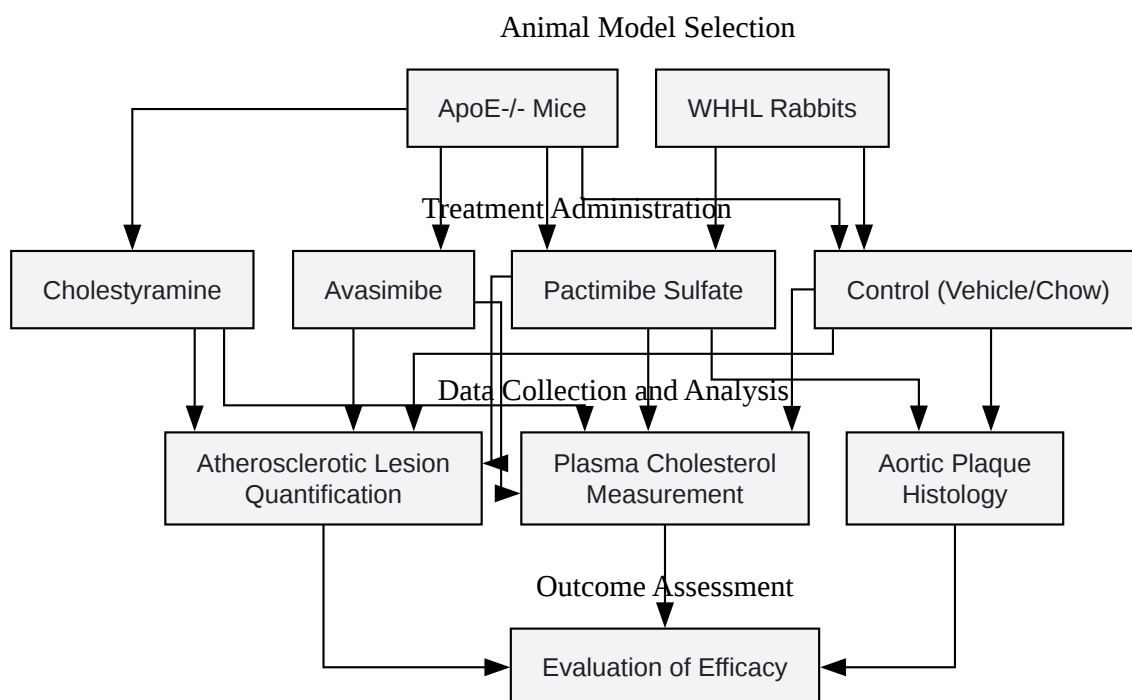 Animal Model Selection
ApoE-/- Mice
WHHL Rabbits
Treatment Administration
Cholestyramine
Avasimibe
Pactimibe Sulfate
Control (Vehicle/Chow)
Data Collection and Analysis
Atherosclerotic Lesion
Quantification
Plasma Cholesterol
Measurement
Aortic Plaque
Histology
Outcome Assessment
Evaluation of Efficacy